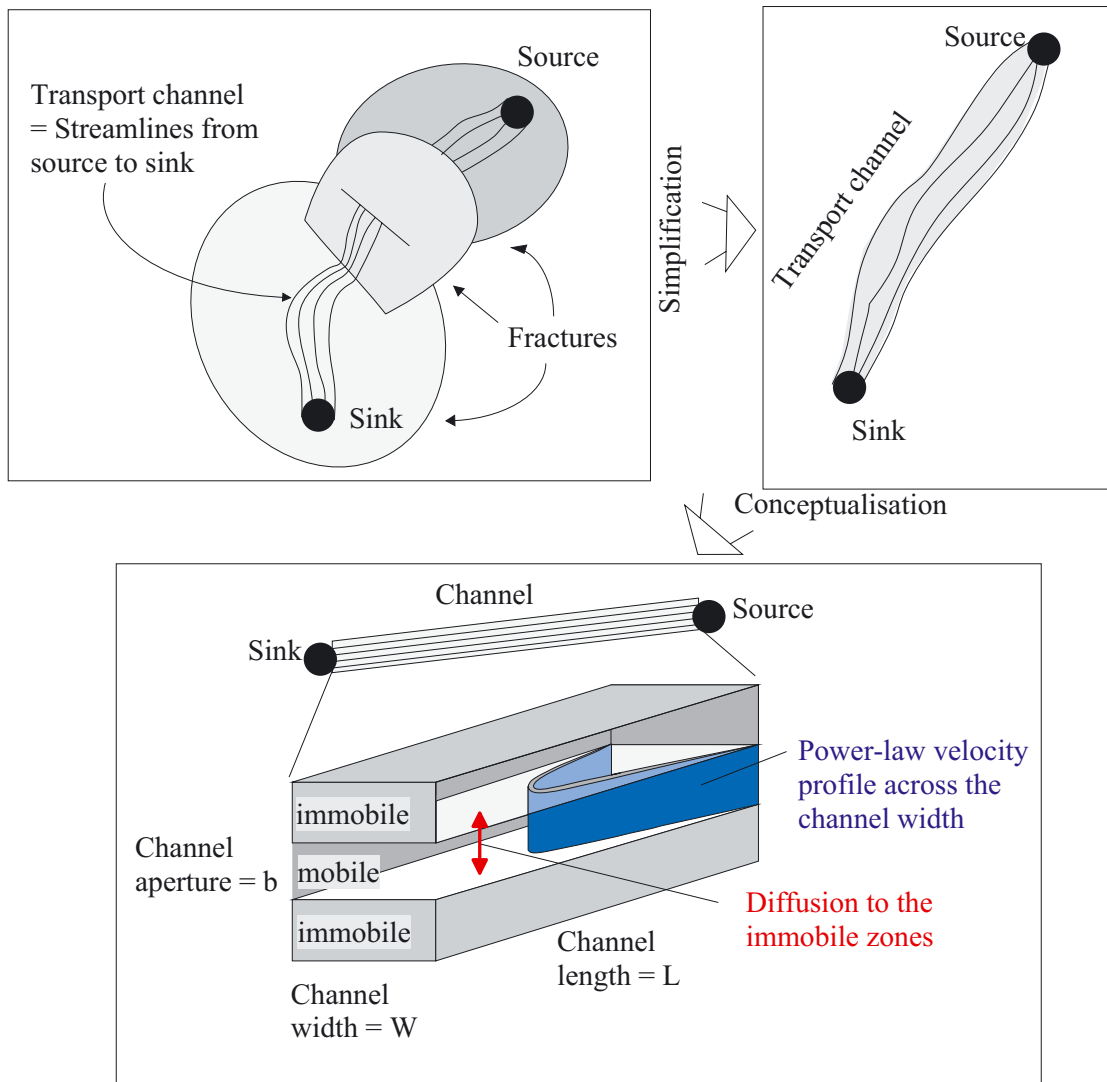 Source
Transport channel
= Streamlines from
source to sink
Fractures
Sink
Simplification
Source
Transport channel
Sink
Conceptualisation
Channel
Source
Sink
Power-law velocity
profile across the
channel width
immobile
Channel
aperture = b
mobile
immobile
Diffusion to the
immobile zones
Channel
length = L
Channel
width = W